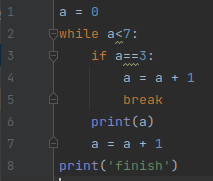 1 a = 0
2 while a<7:
3     if a==3:
4         a = a + 1
5         break
6     print(a)
7     a = a + 1
8 print('finish')